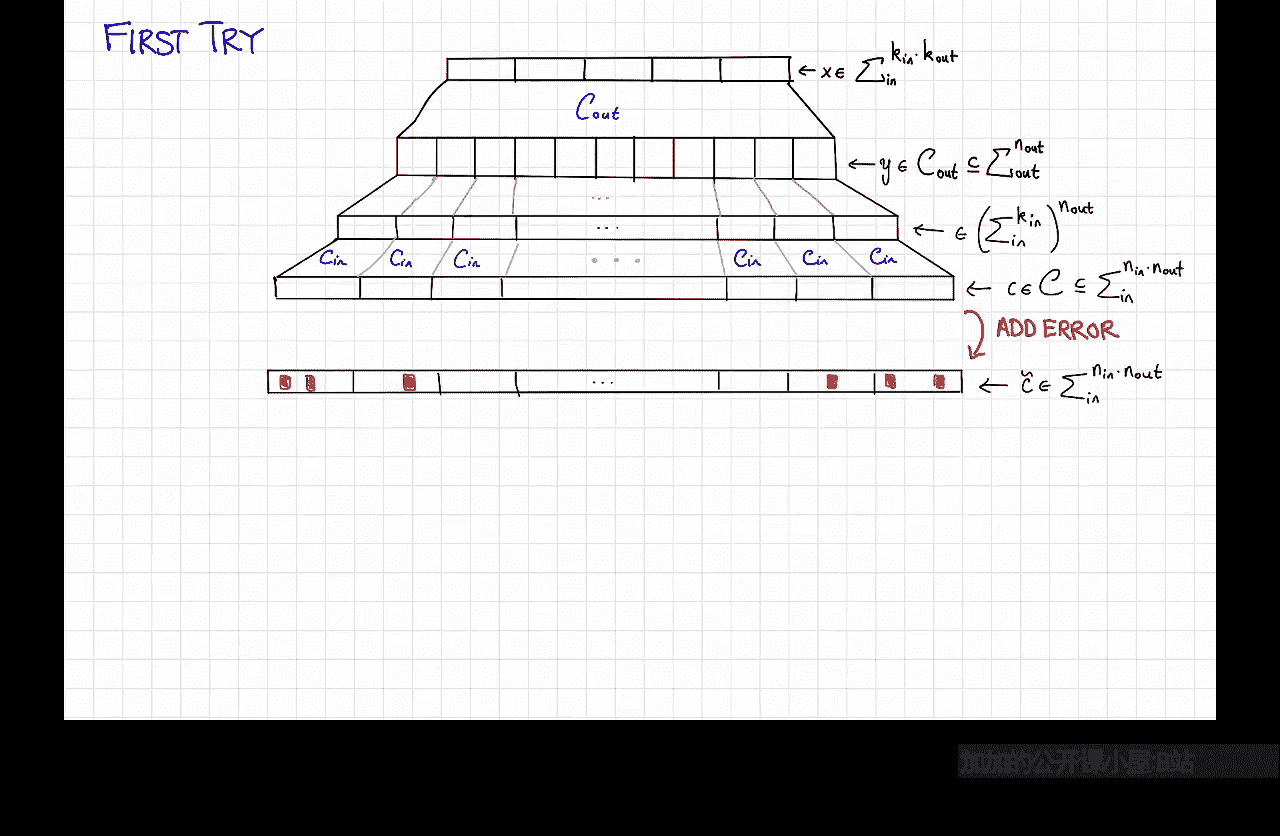 FIRST TRY
← x ∈ Σ_in^{k_in · k_out}
C_out
← y ∈ C_out ⊆ Σ_out^{n_out}
...
... ← ∈ (Σ_in^{k_in})^{n_out}
C_in C_in C_in ... C_in C_in C_in
← c ∈ C ⊆ Σ_in^{n_in · n_out}
ADD ERROR
... ← c̃ ∈ Σ_in^{n_in · n_out}
加加的公开课小屋 B站